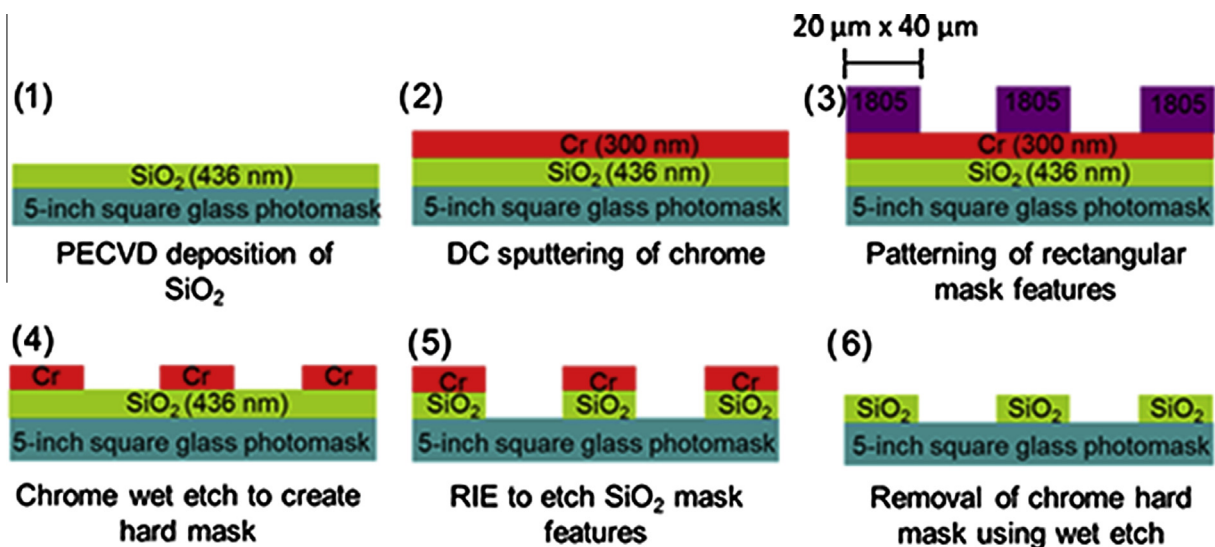 (1)
SiO₂ (436 nm)
5-inch square glass photomask
PECVD deposition of
SiO₂
(2)
Cr (300 nm)
SiO₂ (436 nm)
5-inch square glass photomask
DC sputtering of chrome
20 µm x 40 µm
(3)
1805 1805 1805
Cr (300 nm)
SiO₂ (436 nm)
5-inch square glass photomask
Patterning of rectangular
mask features
(4)
Cr Cr Cr
SiO₂ (436 nm)
5-inch square glass photomask
Chrome wet etch to create
hard mask
(5)
Cr Cr Cr
SiO₂ SiO₂ SiO₂
5-inch square glass photomask
RIE to etch SiO₂ mask
features
(6)
SiO₂ SiO₂ SiO₂
5-inch square glass photomask
Removal of chrome hard
mask using wet etch